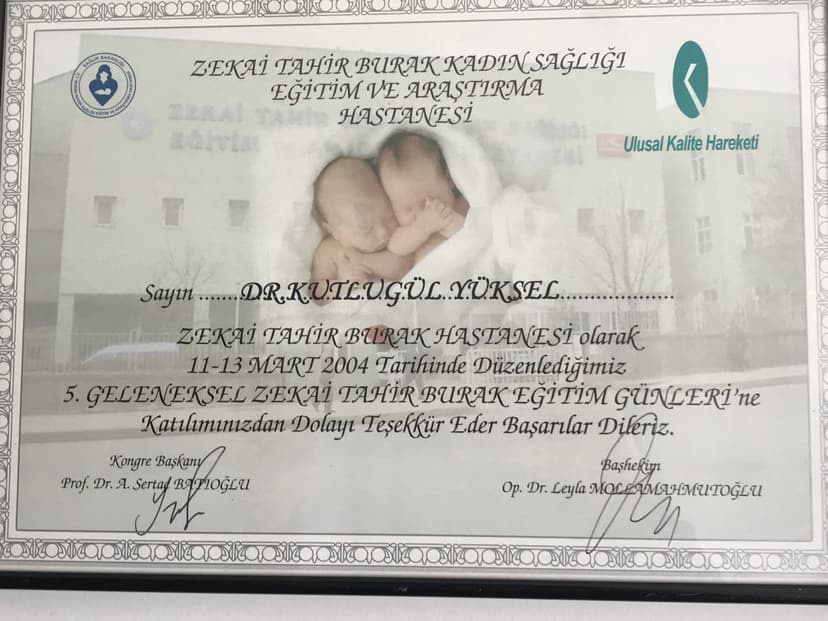 ZEKAİ TAHİR BURAK KADIN SAĞLIĞI
EĞİTİM VE ARAŞTIRMA
HASTANESİ
Ulusal Kalite Hareketi
Sayın ........DR.K.UTLUGÜL..YÜKSEL....................
ZEKAİ TAHİR BURAK HASTANESİ olarak
11-13 MART 2004 Tarihinde Düzenlediğimiz
5. GELENEKSEL ZEKAİ TAHİR BURAK EĞİTİM GÜNLERİ'ne
Katılımınızdan Dolayı Teşekkür Eder Başarılar Dileriz.
Kongre Başkanı
Prof. Dr. A. Sertaç BATIOĞLU
Başhekim
Op. Dr. Leyla MOLLAMAHMUTOĞLU